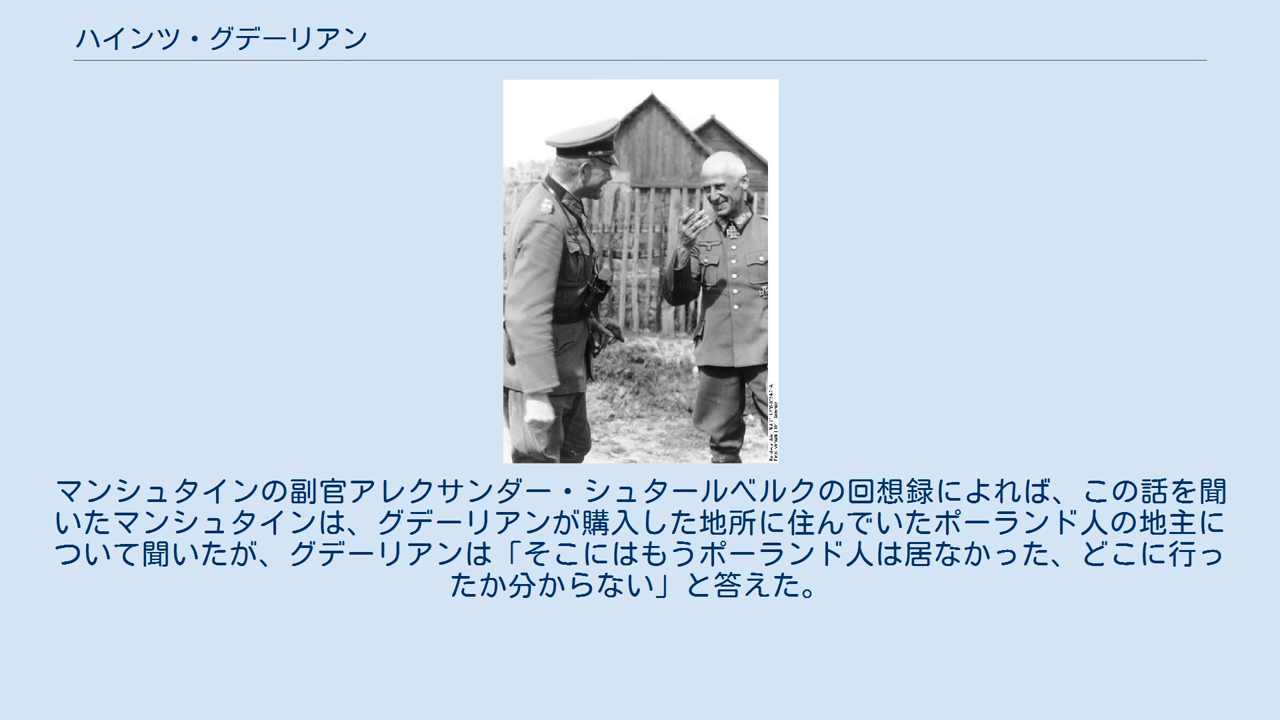 ハインツ・グデーリアン
マンシュタインの副官アレクサンダー・シュタールベルクの回想録によれば、この話を聞
いたマンシュタインは、グデーリアンが購入した地所に住んでいたポーランド人の地主に
ついて聞いたが、グデーリアンは「そこにはもうポーランド人は居なかった、どこに行っ
たか分からない」と答えた。